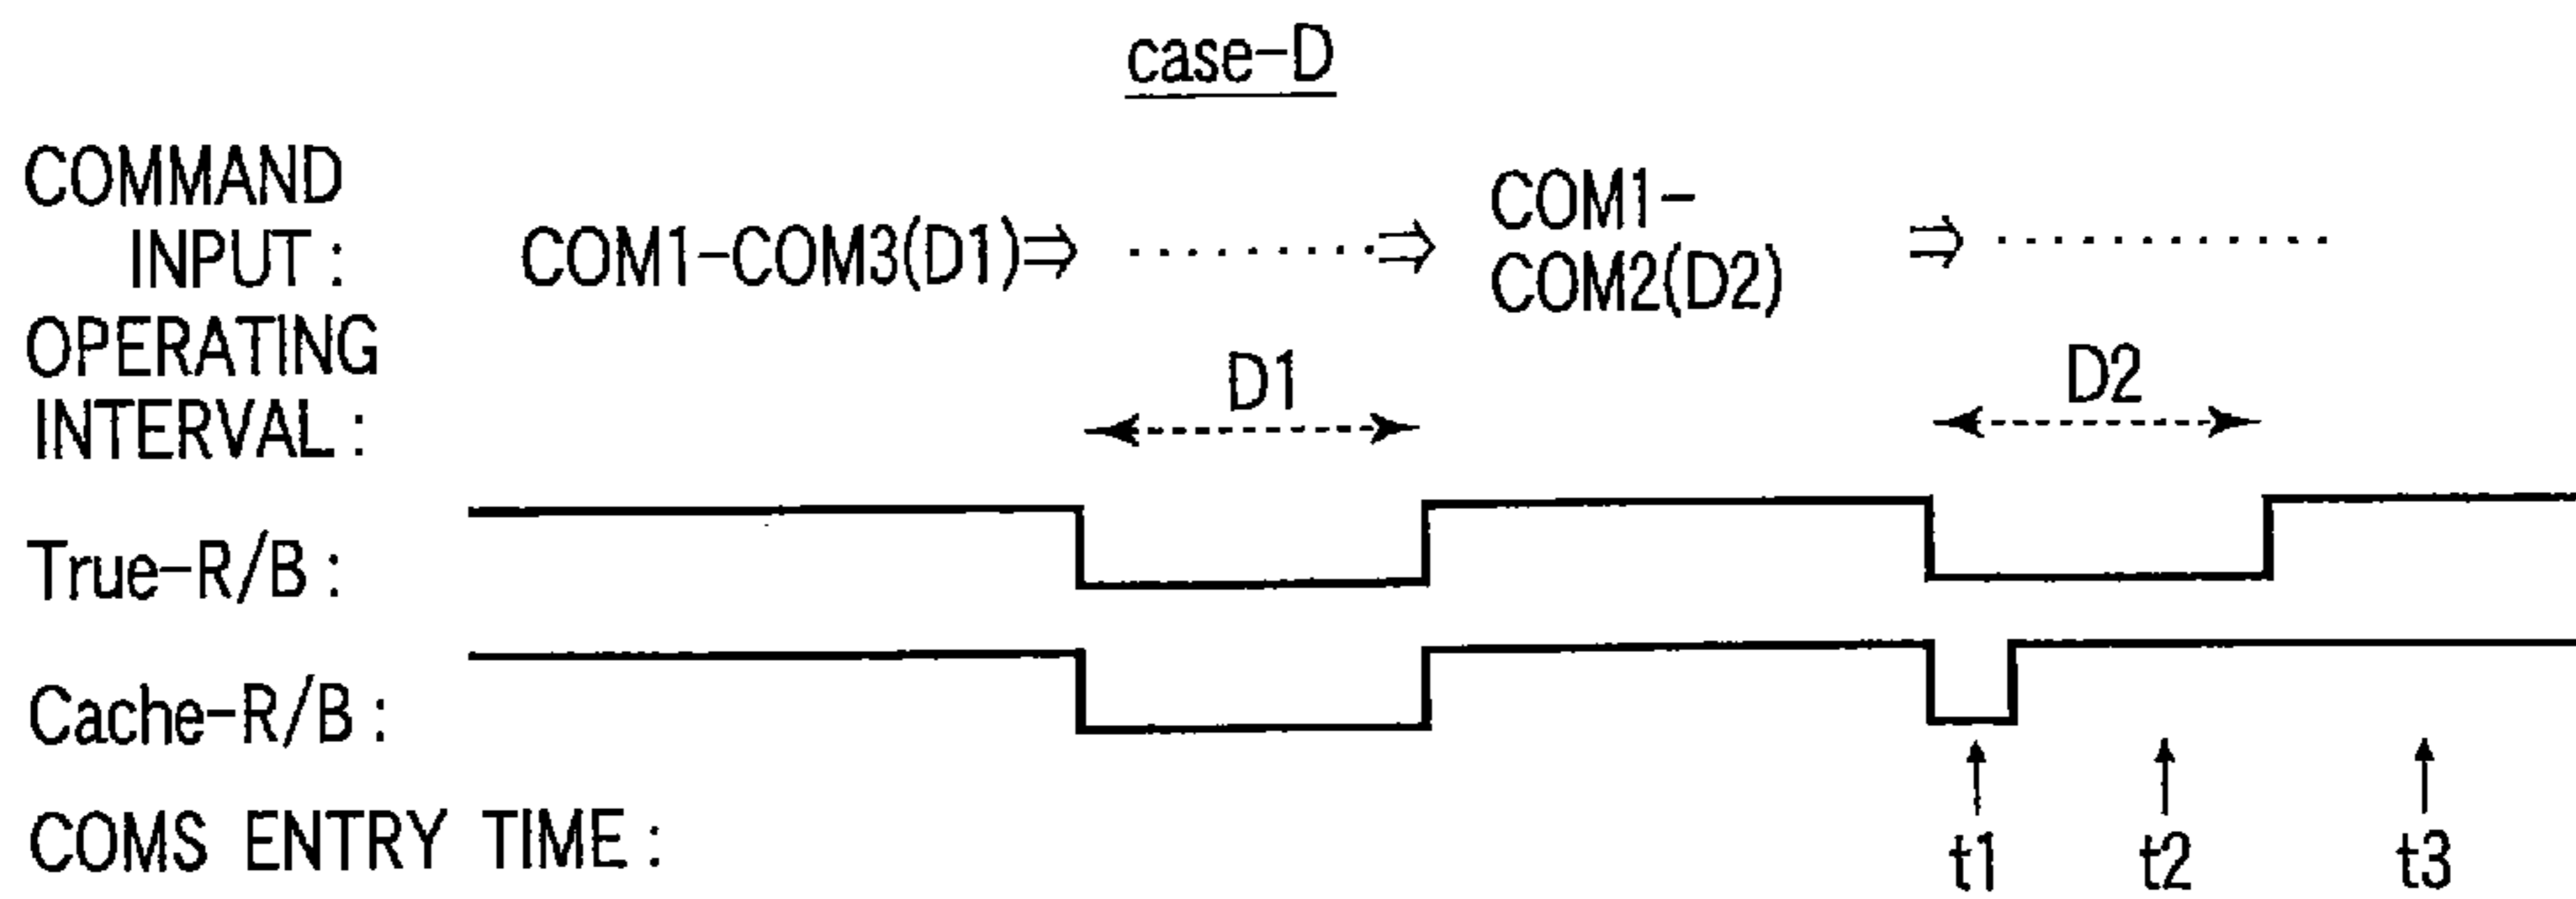 case-D
COMMAND
INPUT :
COM1-COM3(D1)⇒ ·········⇒ COM1-
COM2(D2) ⇒ ············
OPERATING
INTERVAL :
D1
D2
True-R/B :
Cache-R/B :
COMS ENTRY TIME :
t1 t2 t3